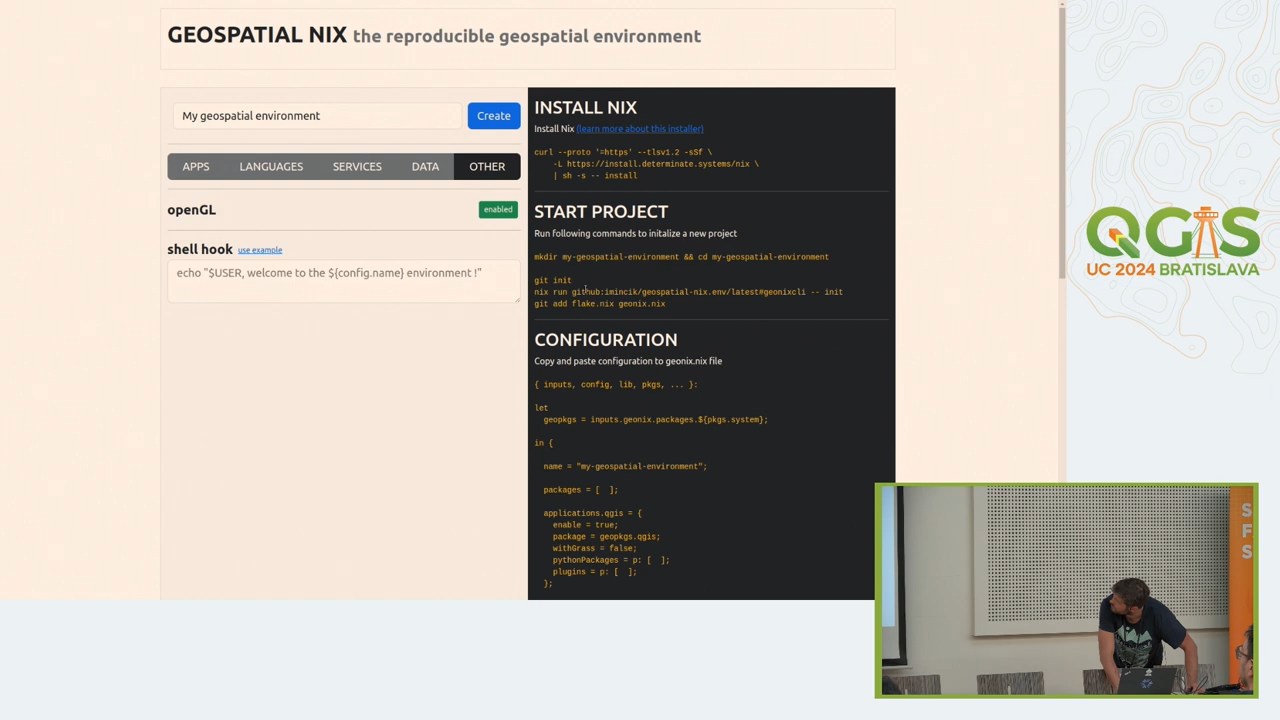 GEOSPATIAL NIX the reproducible geospatial environment
My geospatial environment
Create
APPS LANGUAGES SERVICES DATA OTHER
openGL enabled
shell hook use example
echo "$USER, welcome to the ${config.name} environment !"
INSTALL NIX
Install Nix (learn more about this installer)
curl --proto '=https' --tlsv1.2 -sSf \
-L https://install.determinate.systems/nix \
| sh -s -- install
START PROJECT
Run following commands to initalize a new project
mkdir my-geospatial-environment && cd my-geospatial-environment
git init
nix run github:imincik/geospatial-nix.env/latest#geonixcli -- init
git add flake.nix geonix.nix
CONFIGURATION
Copy and paste configuration to geonix.nix file
{ inputs, config, lib, pkgs, ... }:
let
geopkgs = inputs.geonix.packages.${pkgs.system};
in {
name = "my-geospatial-environment";
packages = [ ];
applications.qgis = {
enable = true;
package = geopkgs.qgis;
withGrass = false;
pythonPackages = p: [ ];
plugins = p: [ ];
};
QGIS
UC 2024 BRATISLAVA
S
F
S